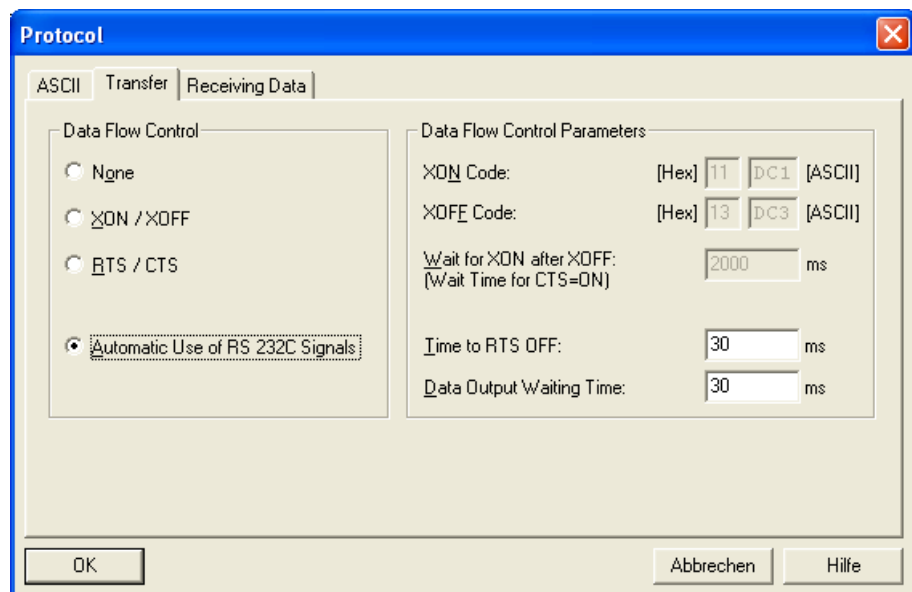 Protocol
ASCII
Transfer
Receiving Data
Data Flow Control
None
XON / XOFF
RTS / CTS
Automatic Use of RS 232C Signals
Data Flow Control Parameters
XON Code: [Hex] 11 DC1 [ASCII]
XOFF Code: [Hex] 13 DC3 [ASCII]
Wait for XON after XOFF: 2000 ms
(Wait Time for CTS=ON)
Time to RTS OFF: 30 ms
Data Output Waiting Time: 30 ms
OK
Abbrechen
Hilfe